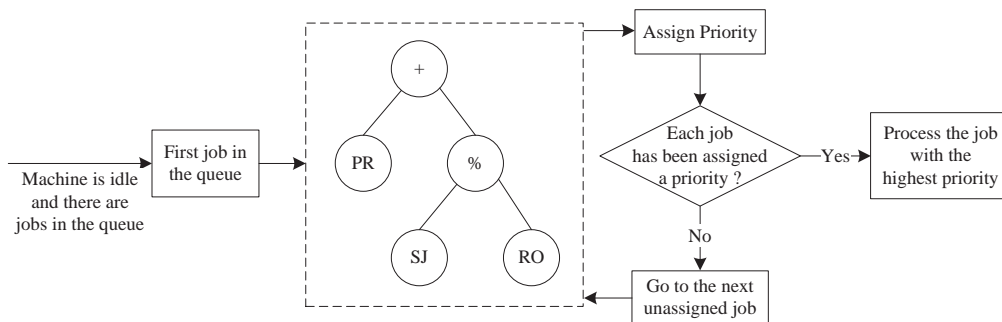 Machine is idle
and there are
jobs in the queue
First job in
the queue
+
PR
%
SJ
RO
Assign Priority
Each job
has been assigned
a priority ?
Yes
Process the job
with the
highest priority
No
Go to the next
unassigned job